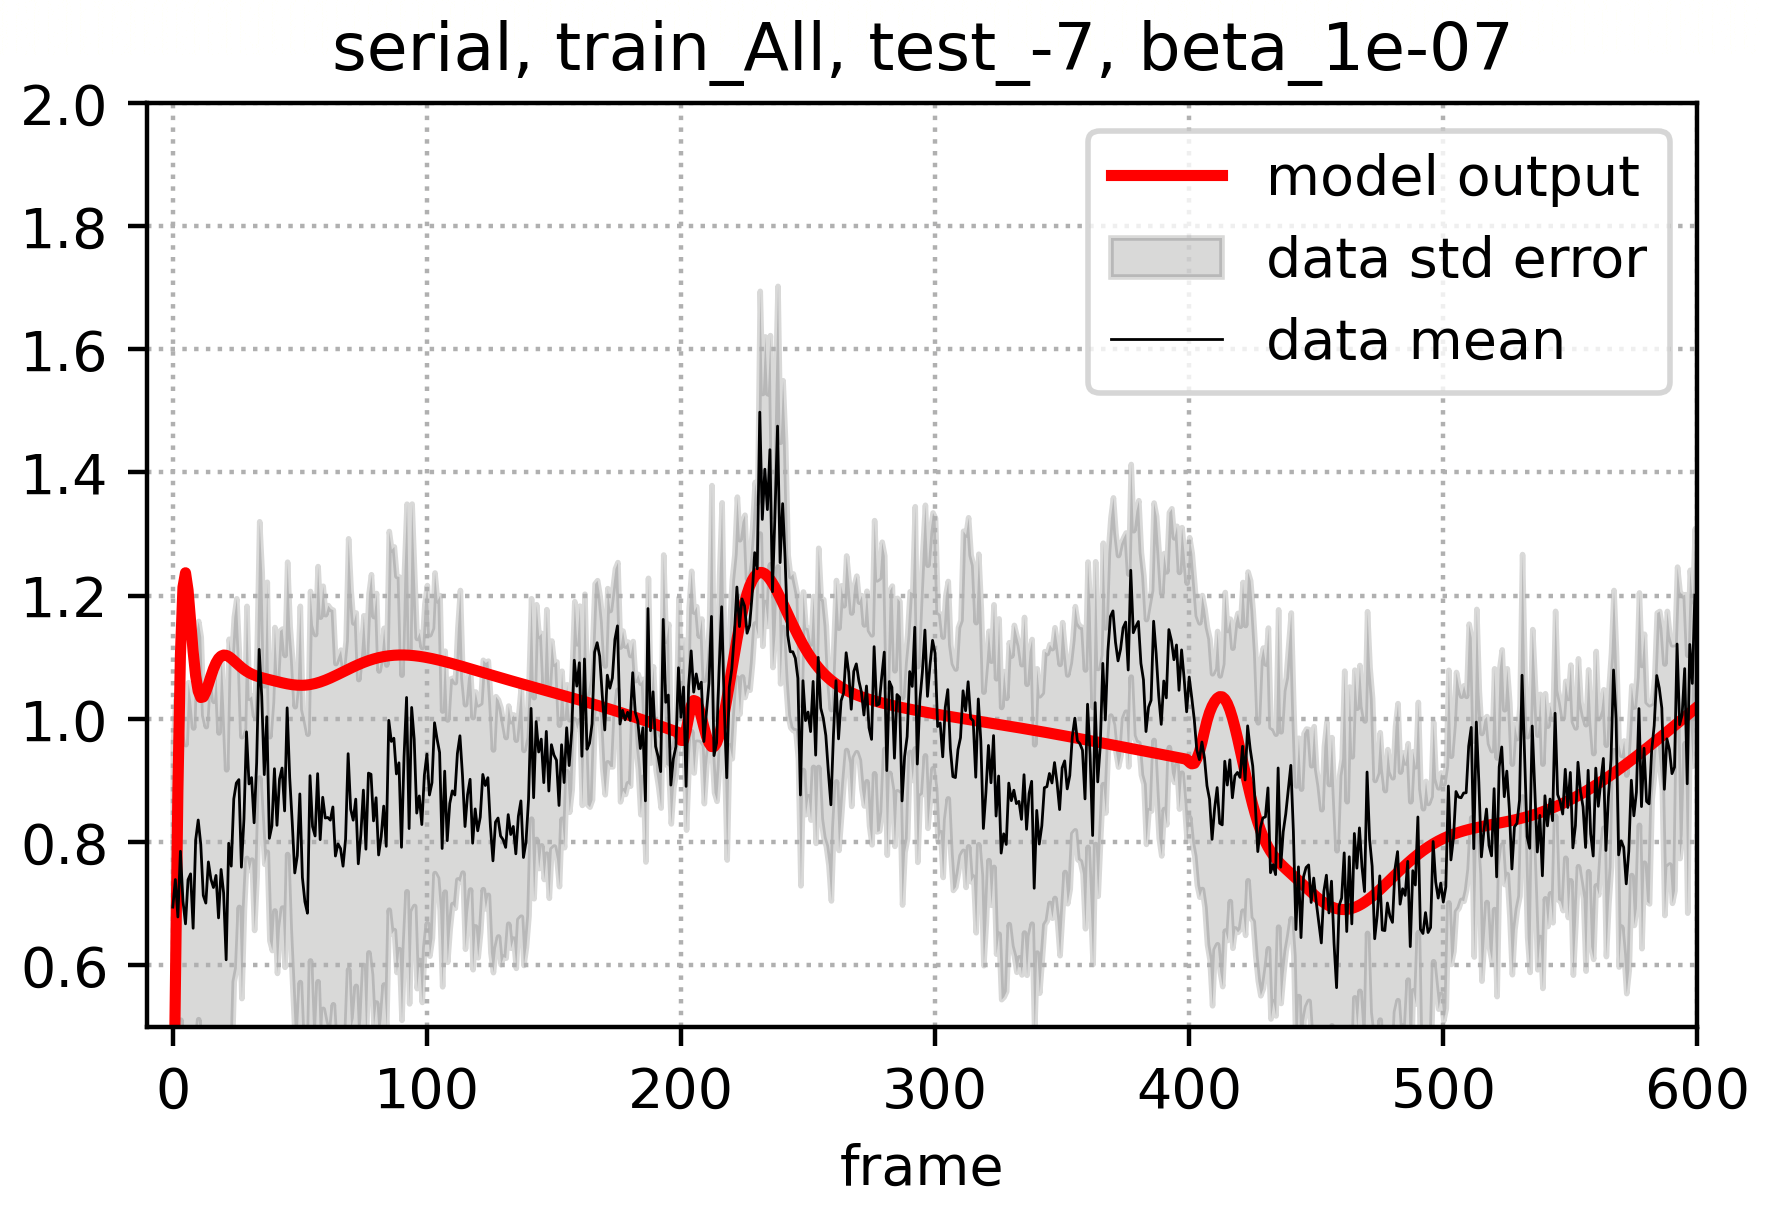 serial, train_All, test_-7, beta_1e-07
2.0
1.8
1.6
1.4
1.2
1.0
0.8
0.6
model output
data std error
data mean
0 100 200 300 400 500 600
frame